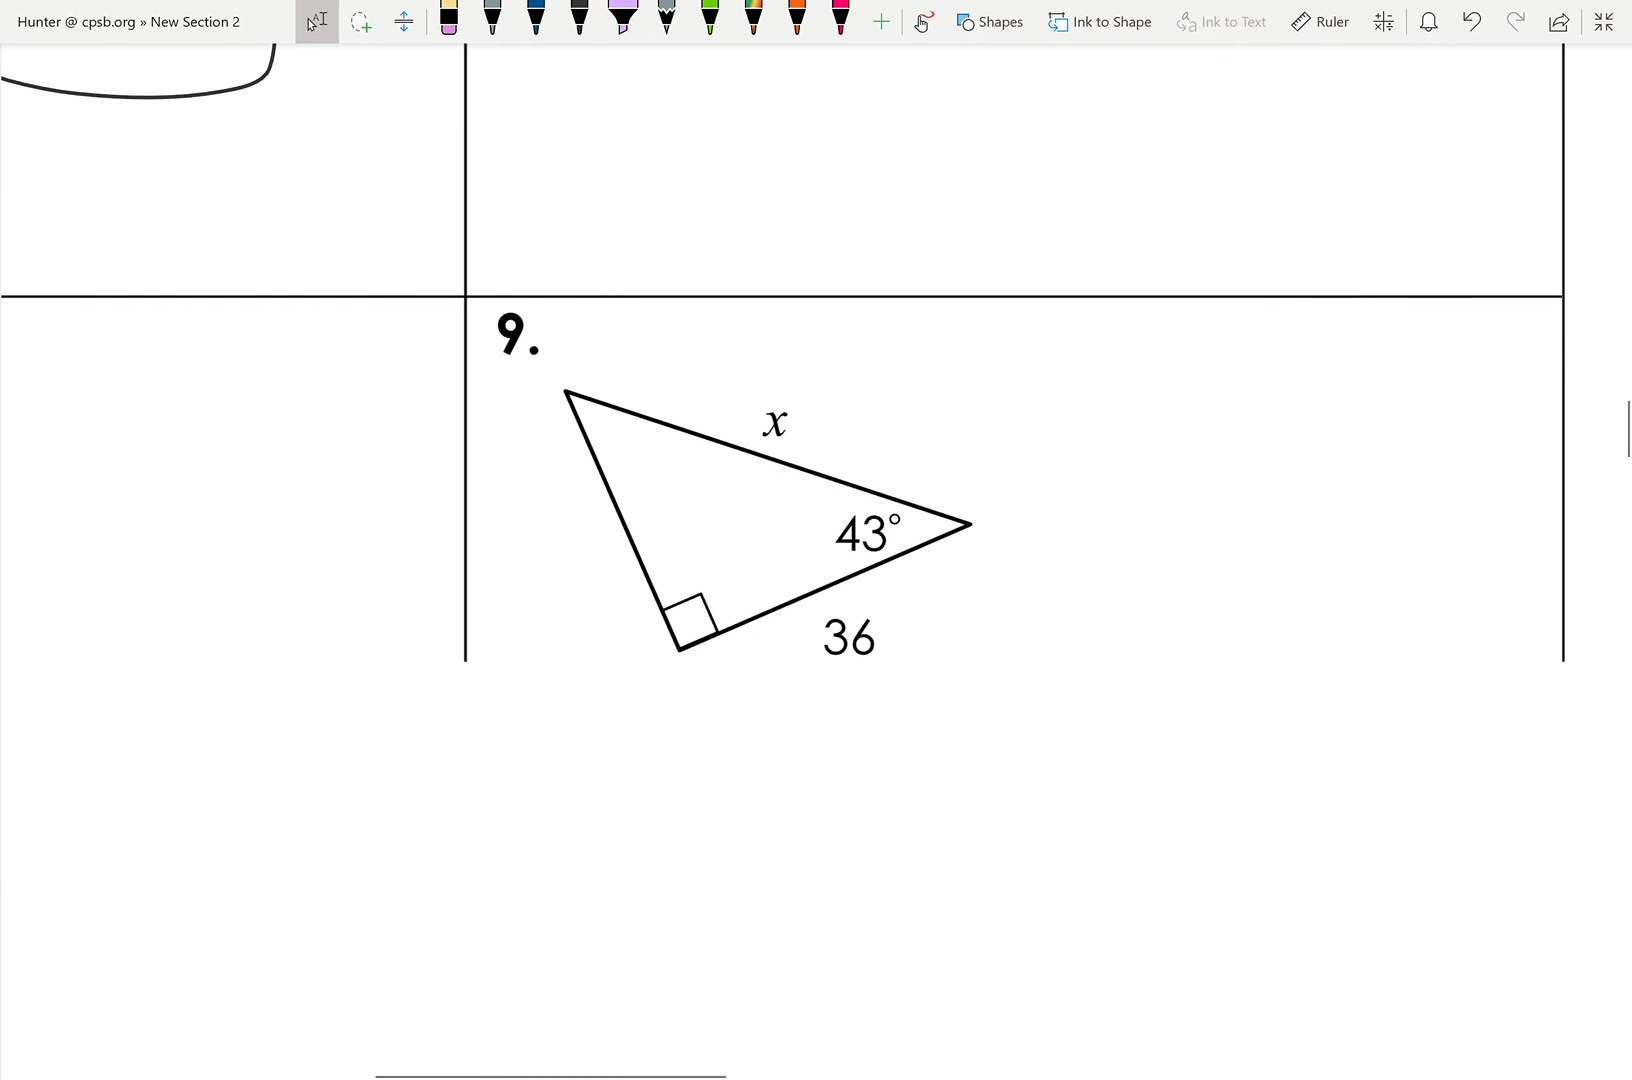 Hunter @ cpsb.org » New Section 2
Shapes
Ink to Shape
Ink to Text
Ruler
9.
x
43°
36